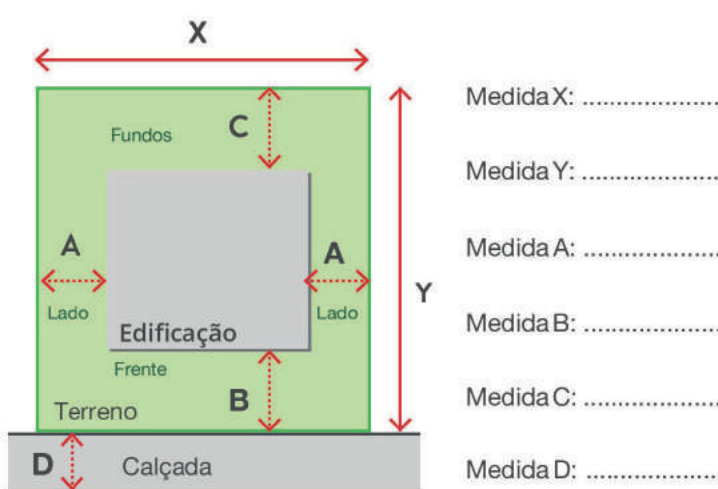 X
Fundos
C
A
A
Lado
Lado
Y
Edificação
Frente
B
Terreno
D
Calçada
Medida X: ....................
Medida Y: ....................
Medida A: ....................
Medida B: ....................
Medida C: ....................
Medida D: ....................